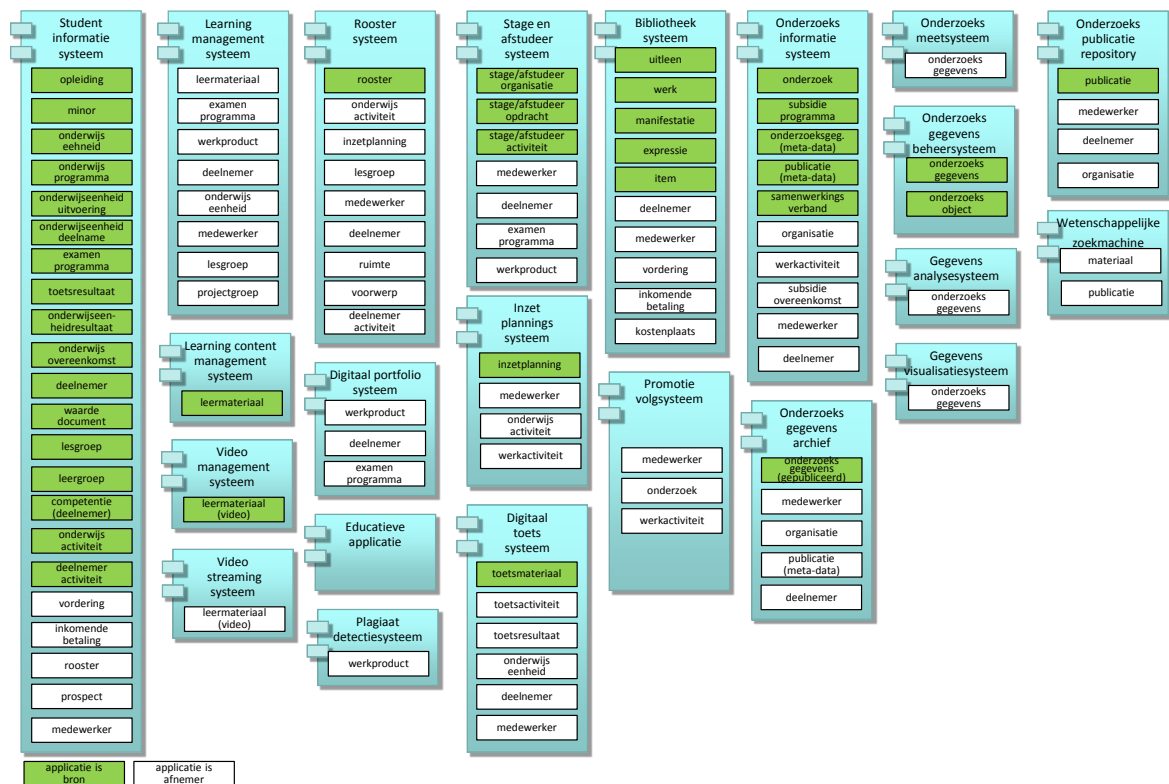 Student
informatie
systeem
opleiding
minor
onderwijs
eehneid
onderwijs
programma
onderwijseenheid
uitvoering
onderwijseenheid
deelname
examen
programma
toetsresultaat
onderwijseen-
heidresultaat
onderwijs
overeenkomst
deelnemer
waarde
document
lesgroep
leergroep
competentie
(deelnemer)
onderwijs
activiteit
deelnemer
activiteit
vordering
inkomende
betaling
rooster
prospect
medewerker
Learning
management
systeem
leermateriaal
examen
programma
werkproduct
deelnemer
onderwijs
eenheid
medewerker
lesgroep
projectgroep
Learning content
management
systeem
leermateriaal
Video
management
systeem
leermateriaal
(video)
Video
streaming
systeem
leermateriaal
(video)
Rooster
systeem
rooster
onderwijs
activiteit
inzetplanning
lesgroep
medewerker
deelnemer
ruimte
voorwerp
deelnemer
activiteit
Digitaal portfolio
systeem
werkproduct
deelnemer
examen
programma
Educatieve
applicatie
Plagiaat
detectiesysteem
werkproduct
Stage en
afstudeer
systeem
stage/afstudeer
organisatie
stage/afstudeer
opdracht
stage/afstudeer
activiteit
medewerker
deelnemer
examen
programma
werkproduct
Inzet
plannings
systeem
inzetplanning
medewerker
onderwijs
activiteit
werkactiviteit
Digitaal
toets
systeem
toetsmateriaal
toetsactiviteit
toetsresultaat
onderwijs
eenheid
deelnemer
medewerker
Bibliotheek
systeem
uitleen
werk
manifestatie
expressie
item
deelnemer
medewerker
vordering
inkomende
betaling
kostenplaats
Promotie
volgsysteem
medewerker
onderzoek
werkactiviteit
Onderzoeks
informatie
systeem
onderzoek
subsidie
programma
onderzoeksgeg.
(meta-data)
publicatie
(meta-data)
samenwerkings
verband
organisatie
werkactiviteit
subsidie
overeenkomst
medewerker
deelnemer
Onderzoeks
gegevens
archief
onderzoeks
gegevens
(gepubliceerd)
medewerker
organisatie
publicatie
(meta-data)
deelnemer
Onderzoeks
meetsysteem
onderzoeks
gegevens
Onderzoeks
gegevens
beheersysteem
onderzoeks
gegevens
onderzoeks
object
Gegevens
analysesysteem
onderzoeks
gegevens
Gegevens
visualisatiesysteem
onderzoeks
gegevens
Onderzoeks
publicatie
repository
publicatie
medewerker
deelnemer
organisatie
Wetenschappelijke
zoekmachine
materiaal
publicatie
applicatie is
bron
applicatie is
afnemer